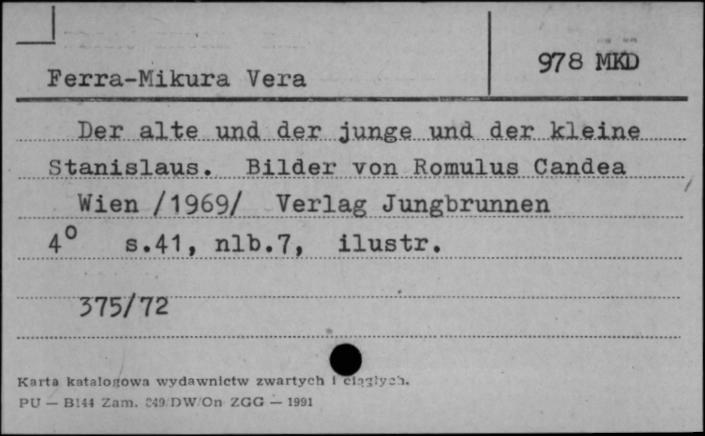 978 MKD
Ferra-Mikura Vera
Der alte und der junge und der kleine
Stanislaus. Bilder von Romulus Candea
Wien /1969/ Verlag Jungbrunnen
4° s.41, nlb.7, ilustr.
375/72
Karta katalogowa wydawnictw zwartych i ciągłych.
PU — B144 Zam. 249/DW/On ZGG — 1991